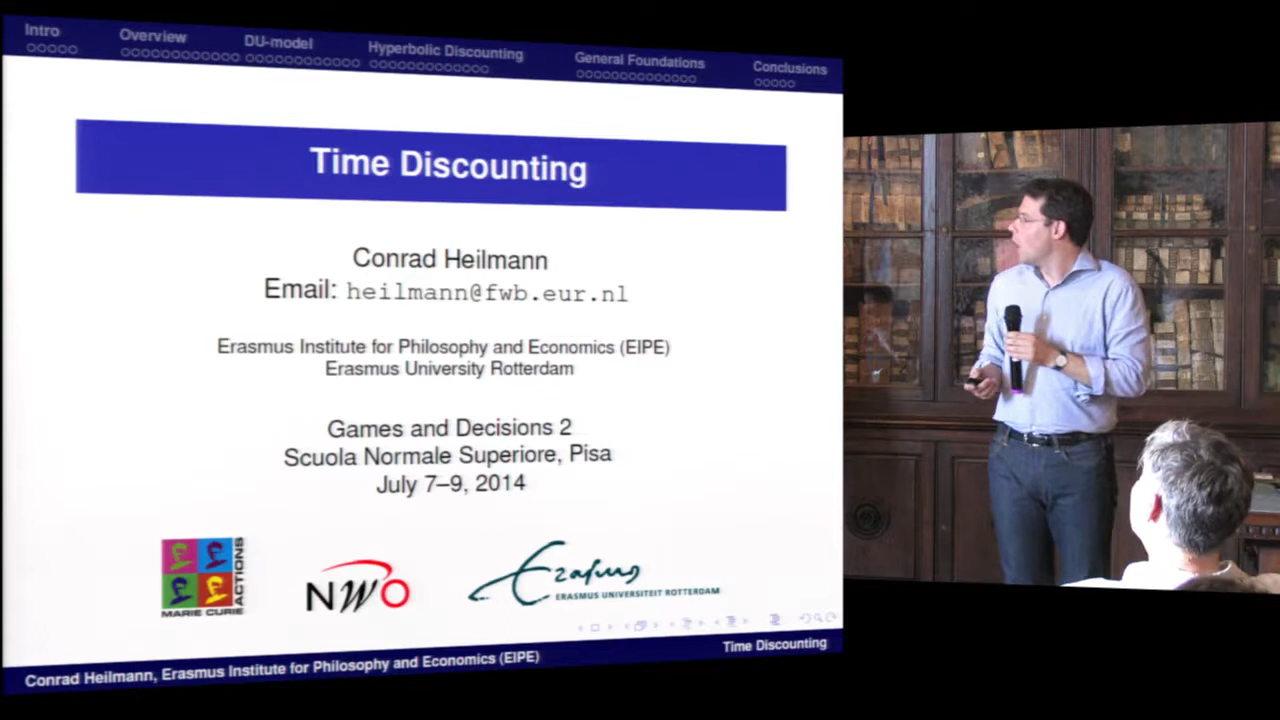 Intro
Overview
DU-model
Hyperbolic Discounting
General Foundations
Conclusions
Time Discounting
Conrad Heilmann
Email: heilmann@fwb.eur.nl
Erasmus Institute for Philosophy and Economics (EIPE)
Erasmus University Rotterdam
Games and Decisions 2
Scuola Normale Superiore, Pisa
July 7–9, 2014
MARIE CURIE ACTIONS
NWO
Erasmus
ERASMUS UNIVERSITEIT ROTTERDAM
Conrad Heilmann, Erasmus Institute for Philosophy and Economics (EIPE)
Time Discounting